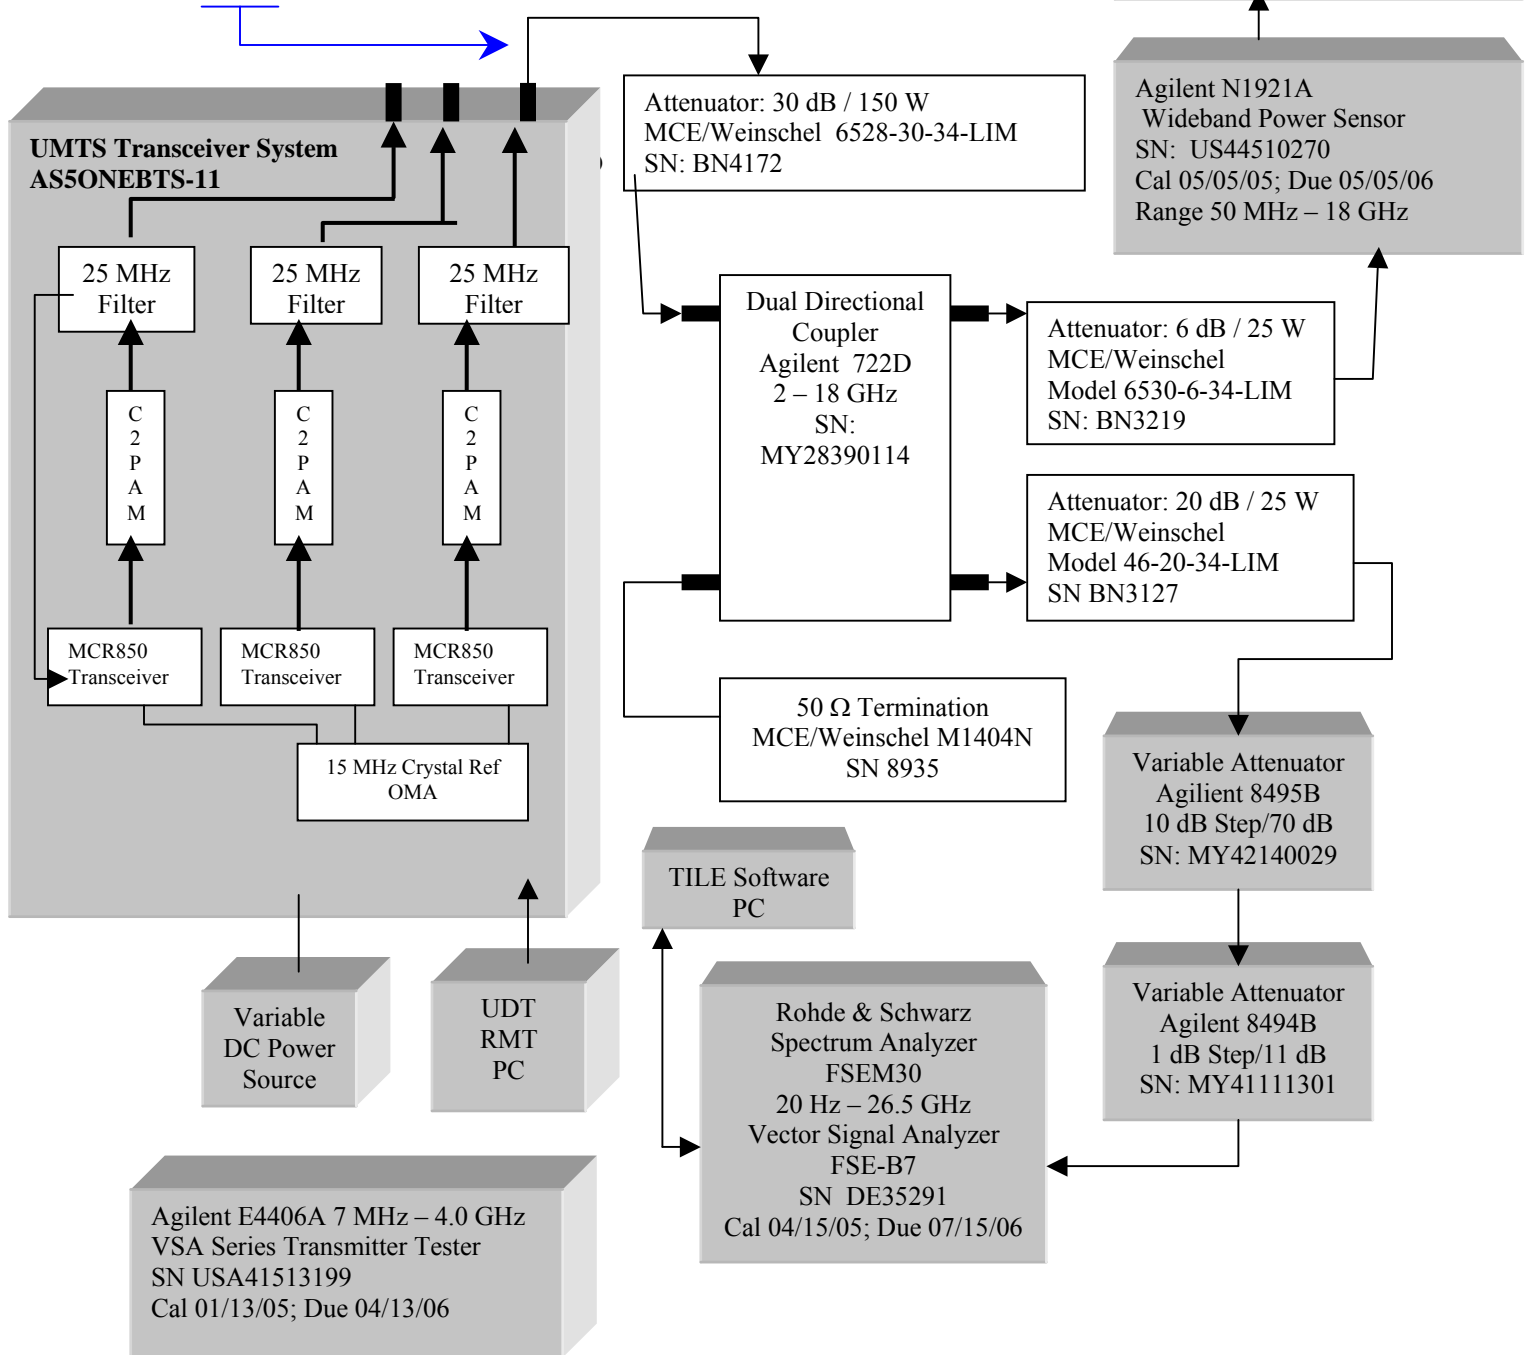 UMTS Transceiver System
AS5ONEBTS-11
25 MHz
Filter
25 MHz
Filter
25 MHz
Filter
C
2
P
A
M
C
2
P
A
M
C
2
P
A
M
MCR850
Transceiver
MCR850
Transceiver
MCR850
Transceiver
15 MHz Crystal Ref
OMA
Variable
DC Power
Source
UDT
RMT
PC
Agilent E4406A 7 MHz – 4.0 GHz
VSA Series Transmitter Tester
SN USA41513199
Cal 01/13/05; Due 04/13/06
Attenuator: 30 dB / 150 W
MCE/Weinschel 6528-30-34-LIM
SN: BN4172
Dual Directional
Coupler
Agilent 722D
2 – 18 GHz
SN:
MY28390114
50 Ω Termination
MCE/Weinschel M1404N
SN 8935
TILE Software
PC
Rohde & Schwarz
Spectrum Analyzer
FSEM30
20 Hz – 26.5 GHz
Vector Signal Analyzer
FSE-B7
SN DE35291
Cal 04/15/05; Due 07/15/06
Agilent N1921A
Wideband Power Sensor
SN: US44510270
Cal 05/05/05; Due 05/05/06
Range 50 MHz – 18 GHz
Attenuator: 6 dB / 25 W
MCE/Weinschel
Model 6530-6-34-LIM
SN: BN3219
Attenuator: 20 dB / 25 W
MCE/Weinschel
Model 46-20-34-LIM
SN BN3127
Variable Attenuator
Agilient 8495B
10 dB Step/70 dB
SN: MY42140029
Variable Attenuator
Agilent 8494B
1 dB Step/11 dB
SN: MY41111301